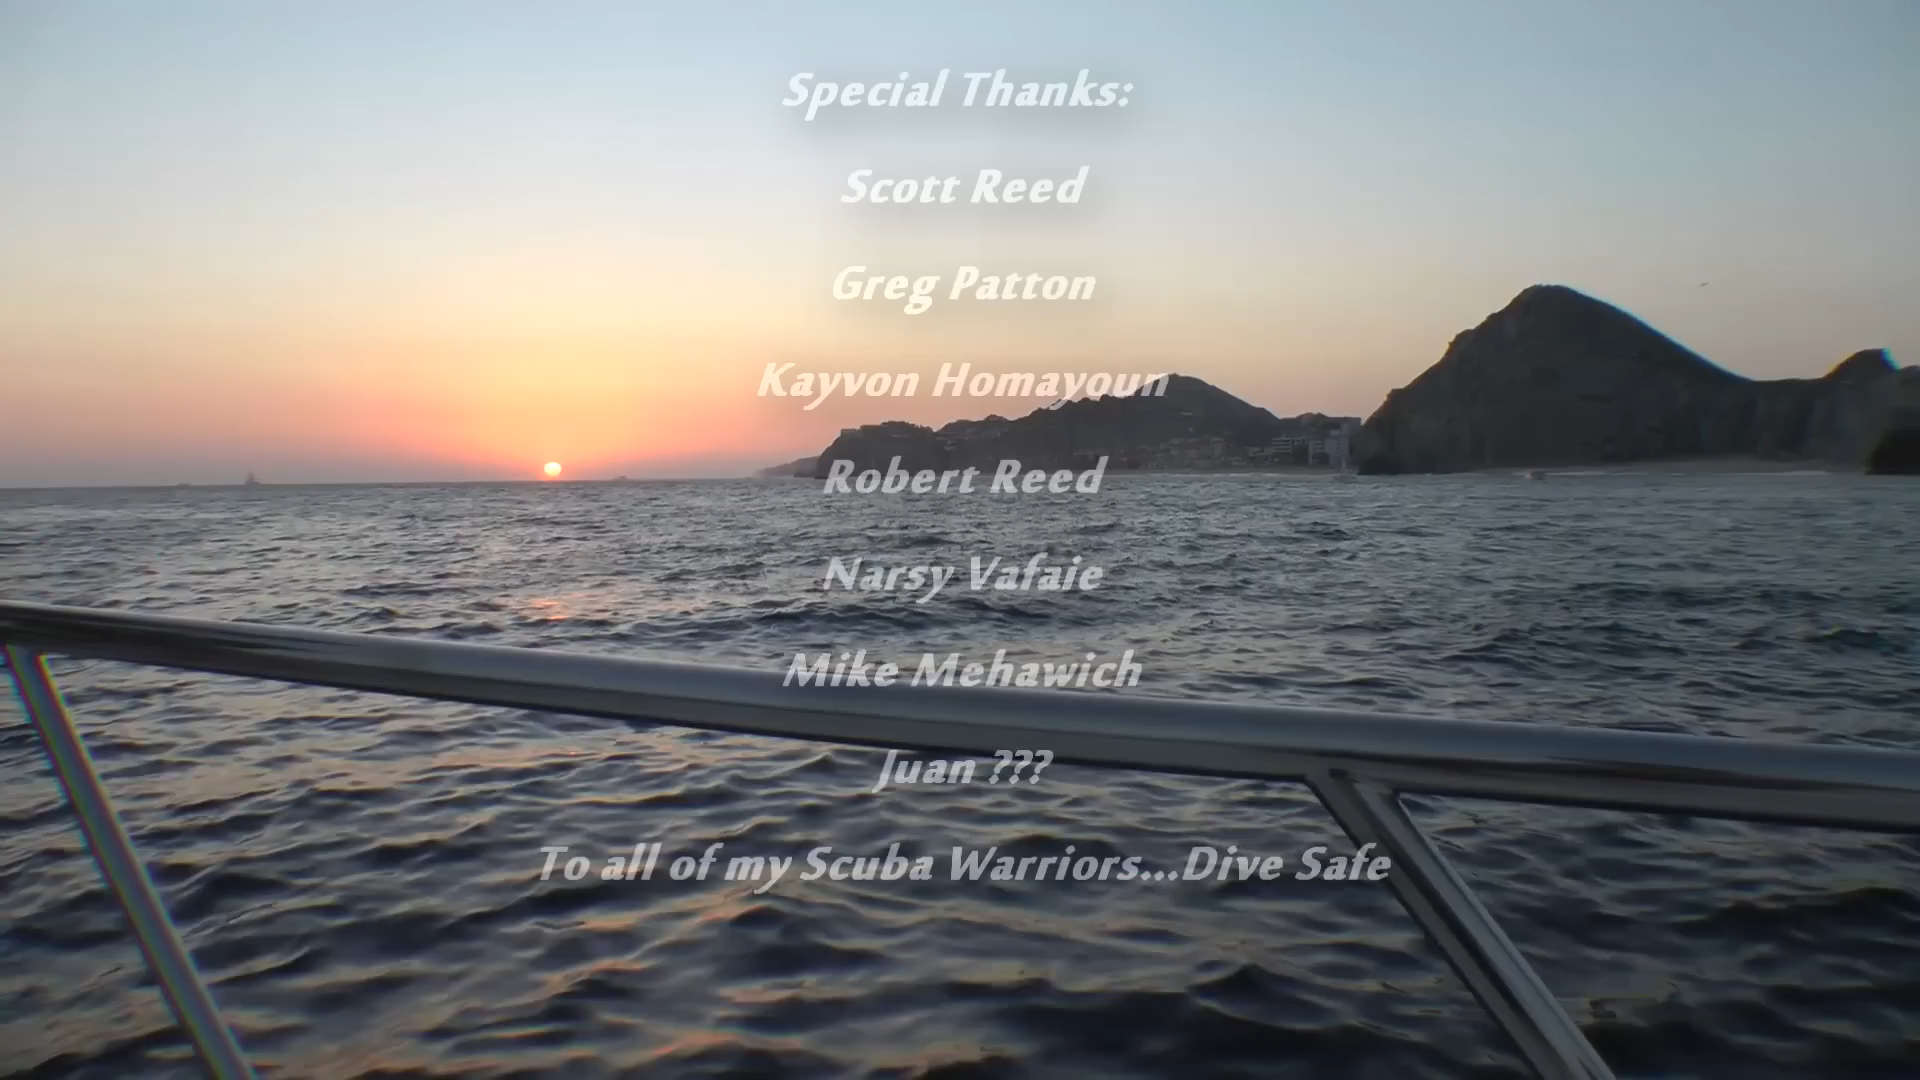 Special Thanks:
Scott Reed
Greg Patton
Kayvon Homayoun
Robert Reed
Narsy Vafaie
Mike Mehawich
Juan ???
To all of my Scuba Warriors...Dive Safe